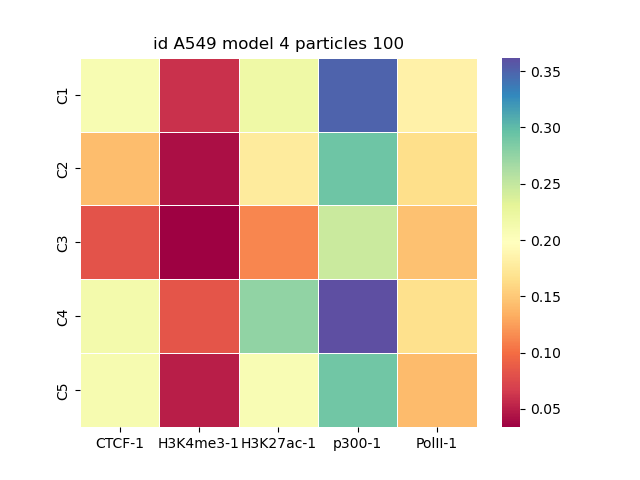 id A549 model 4 particles 100
C1
C2
C3
C4
C5
CTCF-1 H3K4me3-1 H3K27ac-1 p300-1 PolII-1
0.35
0.30
0.25
0.20
0.15
0.10
0.05